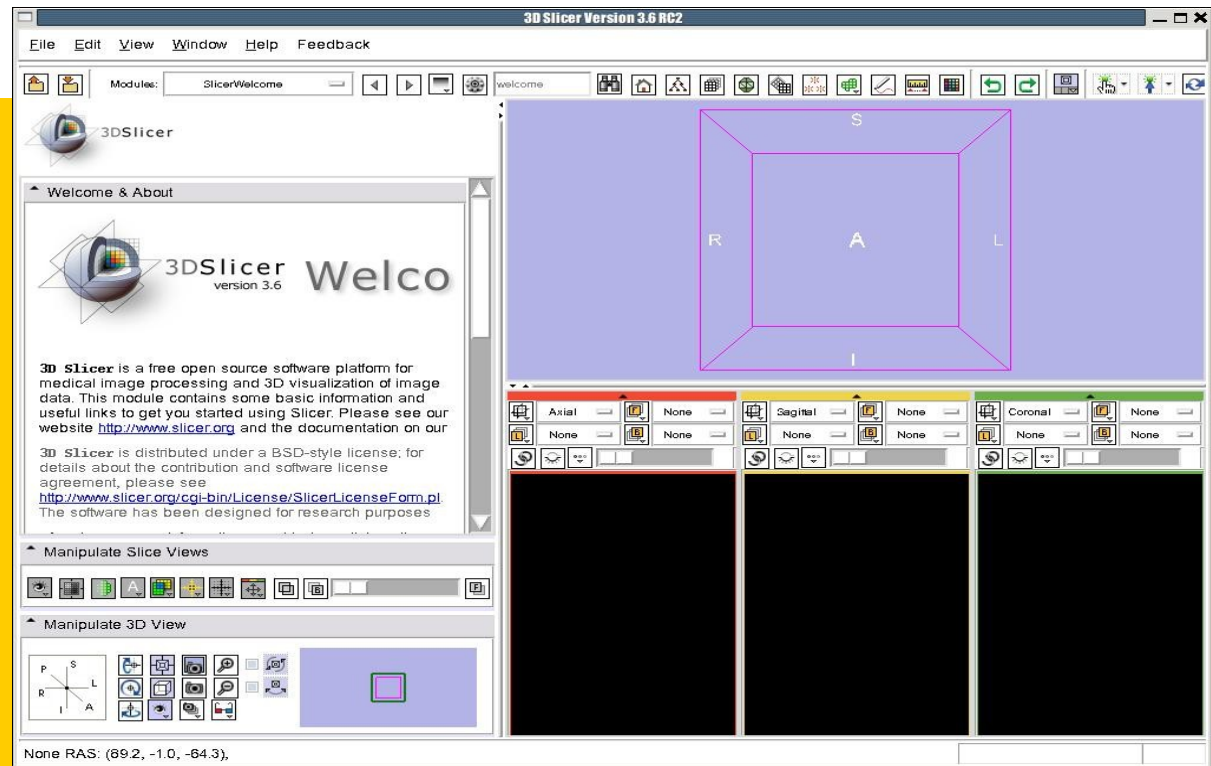 3D Slicer Version 3.6 RC2
File Edit View Window Help Feedback
Modules: SlicerWelcome welcome
3DSlicer
Welcome & About
3DSlicer
version 3.6
Welco
3D Slicer is a free open source software platform for
medical image processing and 3D visualization of image
data. This module contains some basic information and
useful links to get you started using Slicer. Please see our
website http://www.slicer.org and the documentation on our
3D Slicer is distributed under a BSD-style license; for
details about the contribution and software license
agreement, please see
http://www.slicer.org/cgi-bin/License/SlicerLicenseForm.pl.
The software has been designed for research purposes
Manipulate Slice Views
A B F
Manipulate 3D View
P S
R L
I A
S
R A L
I
Axial F None
L None B None
Sagittal F None
L None B None
Coronal F None
L None B None
None RAS: (89.2, -1.0, -64.3),